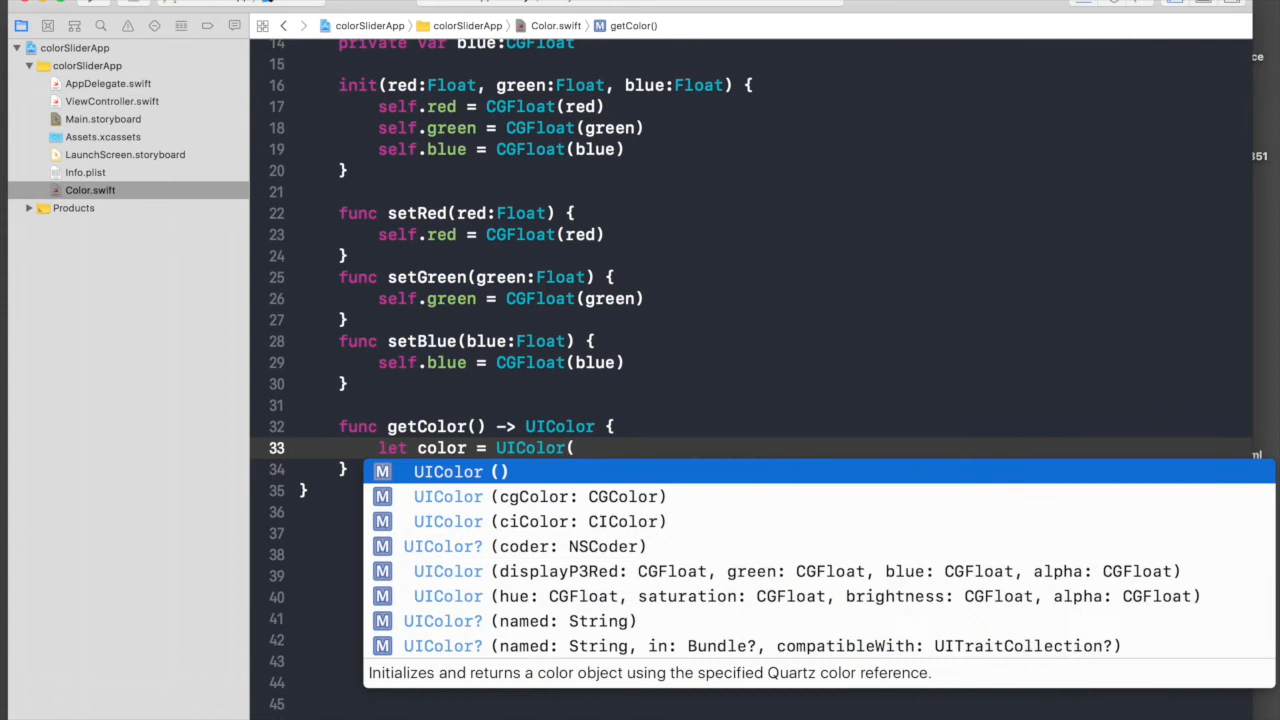 colorSliderApp
colorSliderApp
AppDelegate.swift
ViewController.swift
Main.storyboard
Assets.xcassets
LaunchScreen.storyboard
Info.plist
Color.swift
Products
colorSliderApp colorSliderApp Color.swift M getColor()
14 private var blue:CGFloat
15
16 init(red:Float, green:Float, blue:Float) {
17 self.red = CGFloat(red)
18 self.green = CGFloat(green)
19 self.blue = CGFloat(blue)
20 }
21
22 func setRed(red:Float) {
23 self.red = CGFloat(red)
24 }
25 func setGreen(green:Float) {
26 self.green = CGFloat(green)
27 }
28 func setBlue(blue:Float) {
29 self.blue = CGFloat(blue)
30 }
31
32 func getColor() -> UIColor {
33 let color = UIColor(
34 }
35 }
36
37
38
39
40
41
42
43
44
45
M UIColor ()
M UIColor (cgColor: CGColor)
M UIColor (ciColor: CIColor)
M UIColor? (coder: NSCoder)
M UIColor (displayP3Red: CGFloat, green: CGFloat, blue: CGFloat, alpha: CGFloat)
M UIColor (hue: CGFloat, saturation: CGFloat, brightness: CGFloat, alpha: CGFloat)
M UIColor? (named: String)
M UIColor? (named: String, in: Bundle?, compatibleWith: UITraitCollection?)
Initializes and returns a color object using the specified Quartz color reference.
ce
351
ml